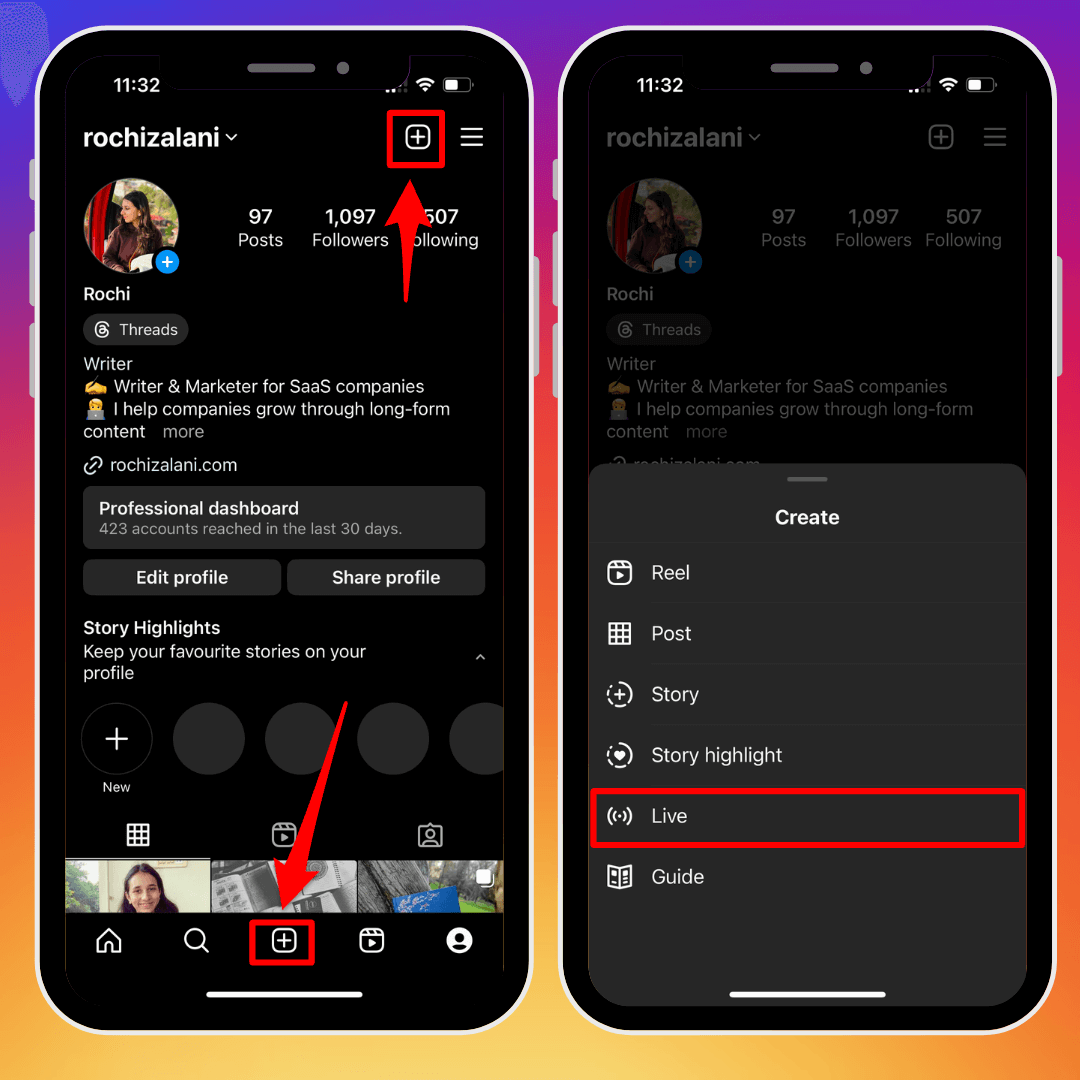 11:32
rochizalani
97
1,097
507
Posts
Followers
ollowing
Rochi
Threads
Writer
✍️ Writer & Marketer for SaaS companies
🧑‍💻 I help companies grow through long-form
content more
rochizalani.com
Professional dashboard
423 accounts reached in the last 30 days.
Edit profile
Share profile
Story Highlights
Keep your favourite stories on your
profile
New
11:32
rochizalani
97
1,097
507
Posts
Followers
Following
Rochi
Threads
Writer
✍️ Writer & Marketer for SaaS companies
🧑‍💻 I help companies grow through long-form
content more
rochizalani.com
Create
Reel
Post
Story
Story highlight
Live
Guide